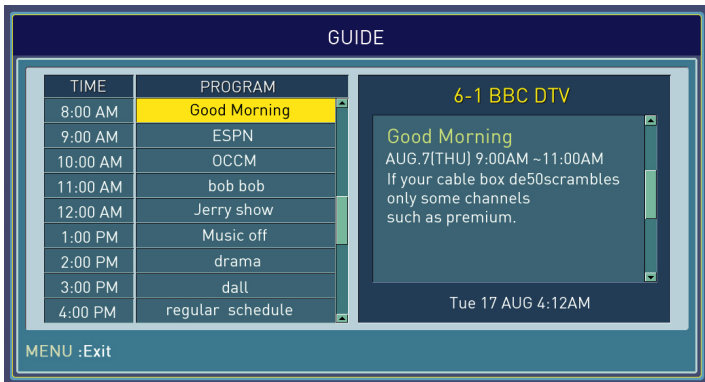 GUIDE
TIME PROGRAM
8:00 AM Good Morning
9:00 AM ESPN
10:00 AM OCCM
11:00 AM bob bob
12:00 AM Jerry show
1:00 PM Music off
2:00 PM drama
3:00 PM dall
4:00 PM regular schedule
6-1 BBC DTV
Good Morning
AUG.7(THU) 9:00AM ~11:00AM
If your cable box de50scrambles
only some channels
such as premium.
Tue 17 AUG 4:12AM
MENU :Exit